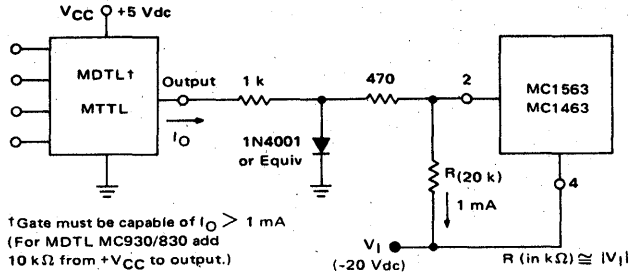 VCC +5 Vdc
MDTL†
MTTL
Output
IO
1 k
470
2
1N4001
or Equiv
MC1563
MC1463
4
R(20 k)
1 mA
VI
(-20 Vdc)
R (in kΩ) ≅ |VI|
†Gate must be capable of IO > 1 mA
(For MDTL MC930/830 add
10 kΩ from +VCC to output.)